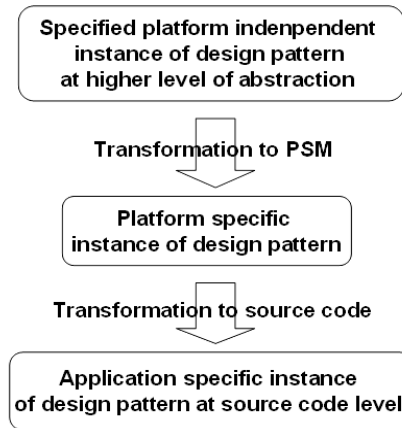 Specified platform indenpendent
instance of design pattern
at higher level of abstraction
Transformation to PSM
Platform specific
instance of design pattern
Transformation to source code
Application specific instance
of design pattern at source code level